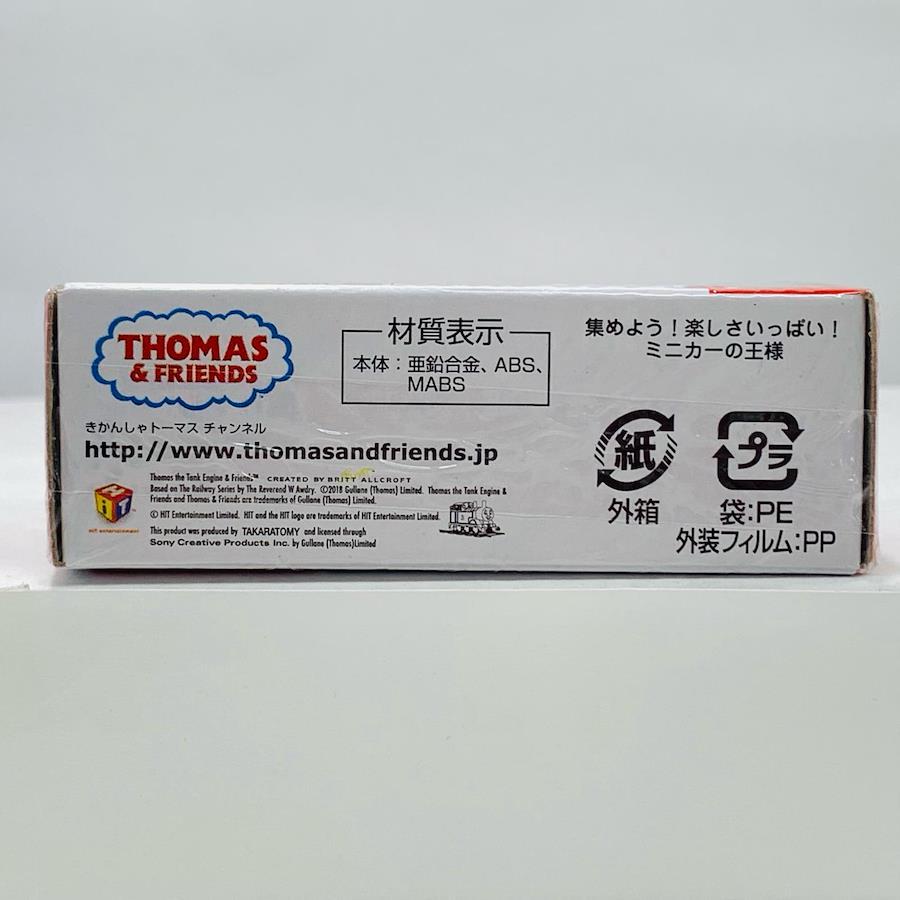 THOMAS
& FRIENDS
きかんしゃトーマス チャンネル
http://www.thomasandfriends.jp
HiT
HiT entertainment
Thomas the Tank Engine & Friends™ CREATED BY BRITT ALLCROFT
Based on The Railway Series by The Reverend W Awdry. ©2018 Gullane (Thomas) Limited. Thomas the Tank Engine &
Friends and Thomas & Friends are trademarks of Gullane (Thomas) Limited.
© HIT Entertainment Limited. HIT and the HIT logo are trademarks of HIT Entertainment Limited.
This product was produced by TAKARATOMY and licensed through
Sony Creative Products Inc. by Gullane (Thomas)Limited
材質表示
本体：亜鉛合金、ABS、
MABS
集めよう！楽しさいっぱい！
ミニカーの王様
紙
外箱
プラ
袋：PE
外装フィルム：PP